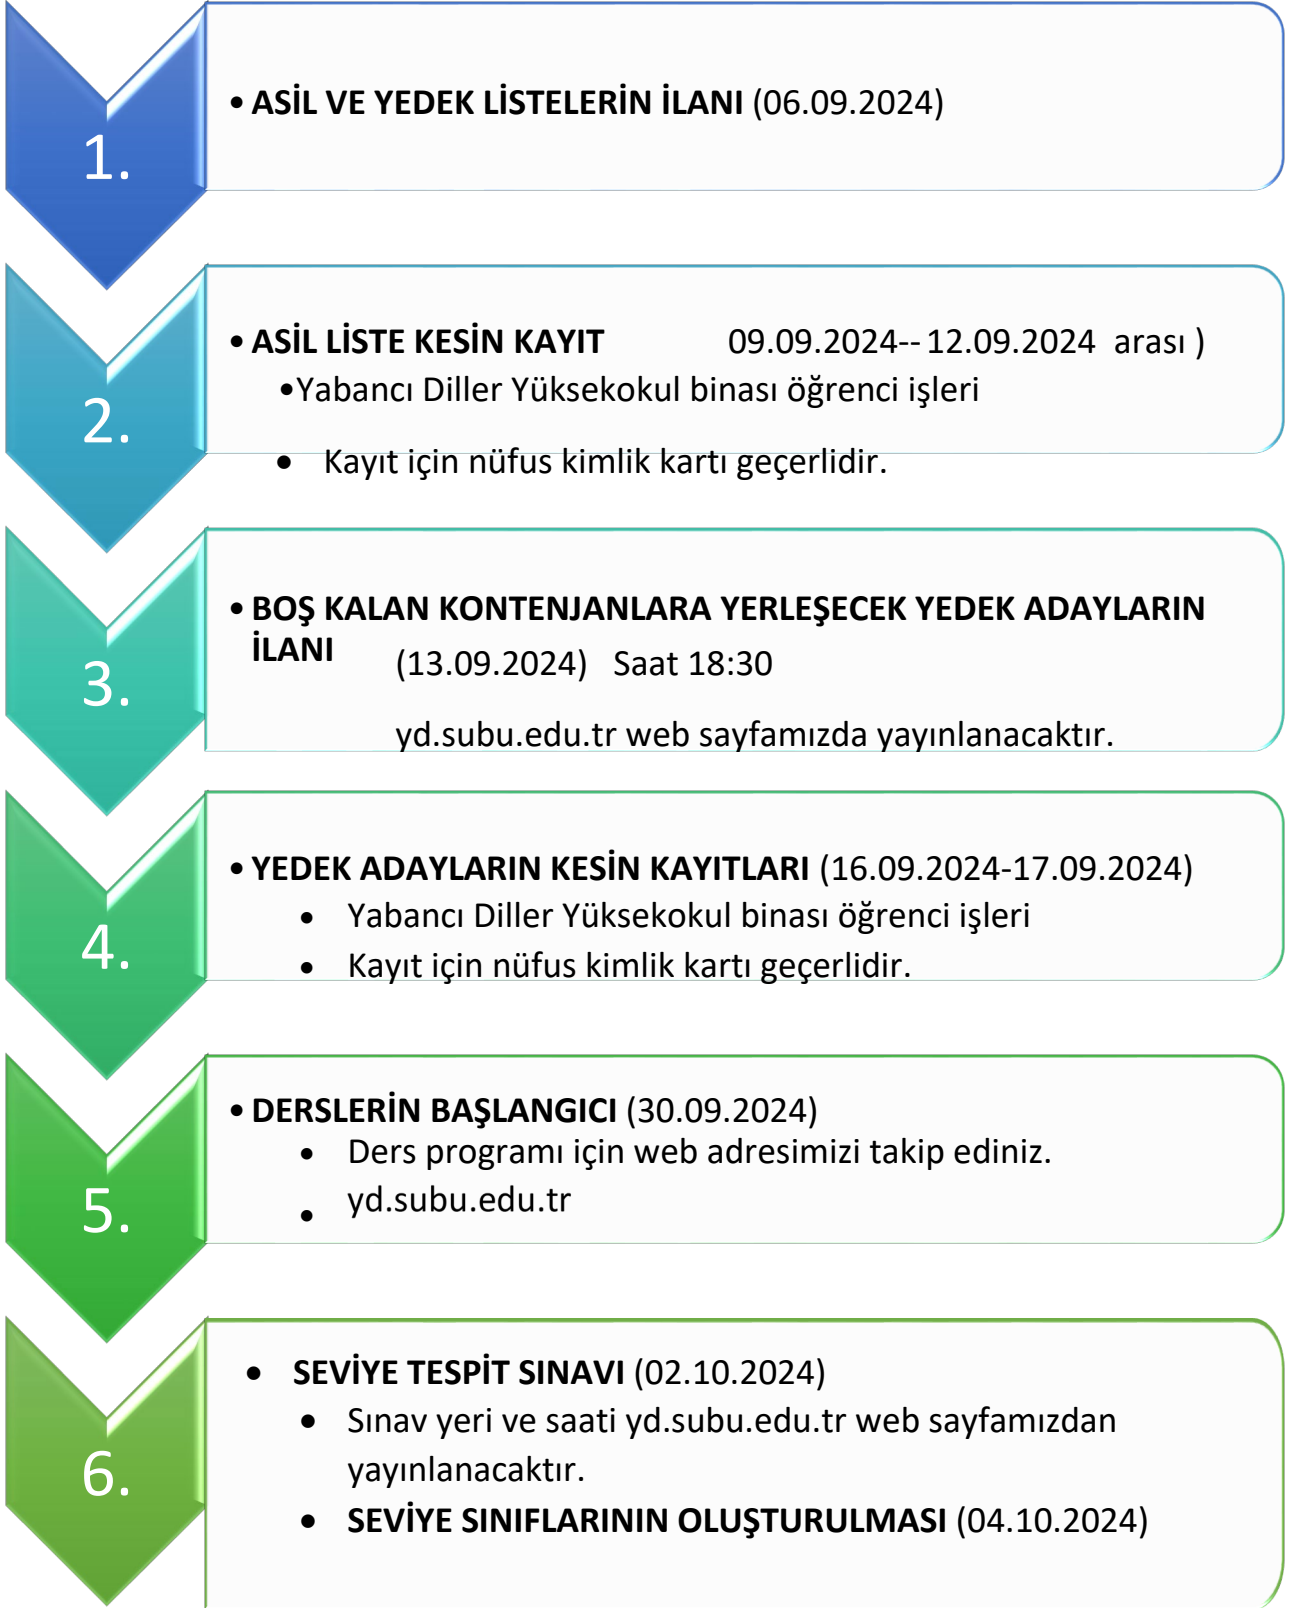 1.
• ASİL VE YEDEK LİSTELERİN İLANI (06.09.2024)
2.
• ASİL LİSTE KESİN KAYIT 09.09.2024-- 12.09.2024 arası )
•Yabancı Diller Yüksekokul binası öğrenci işleri
• Kayıt için nüfus kimlik kartı geçerlidir.
3.
• BOŞ KALAN KONTENJANLARA YERLEŞECEK YEDEK ADAYLARIN
İLANI (13.09.2024) Saat 18:30
yd.subu.edu.tr web sayfamızda yayınlanacaktır.
4.
• YEDEK ADAYLARIN KESİN KAYITLARI (16.09.2024-17.09.2024)
• Yabancı Diller Yüksekokul binası öğrenci işleri
• Kayıt için nüfus kimlik kartı geçerlidir.
5.
• DERSLERİN BAŞLANGICI (30.09.2024)
• Ders programı için web adresimizi takip ediniz.
• yd.subu.edu.tr
6.
• SEVİYE TESPİT SINAVI (02.10.2024)
• Sınav yeri ve saati yd.subu.edu.tr web sayfamızdan
yayınlanacaktır.
• SEVİYE SINIFLARININ OLUŞTURULMASI (04.10.2024)